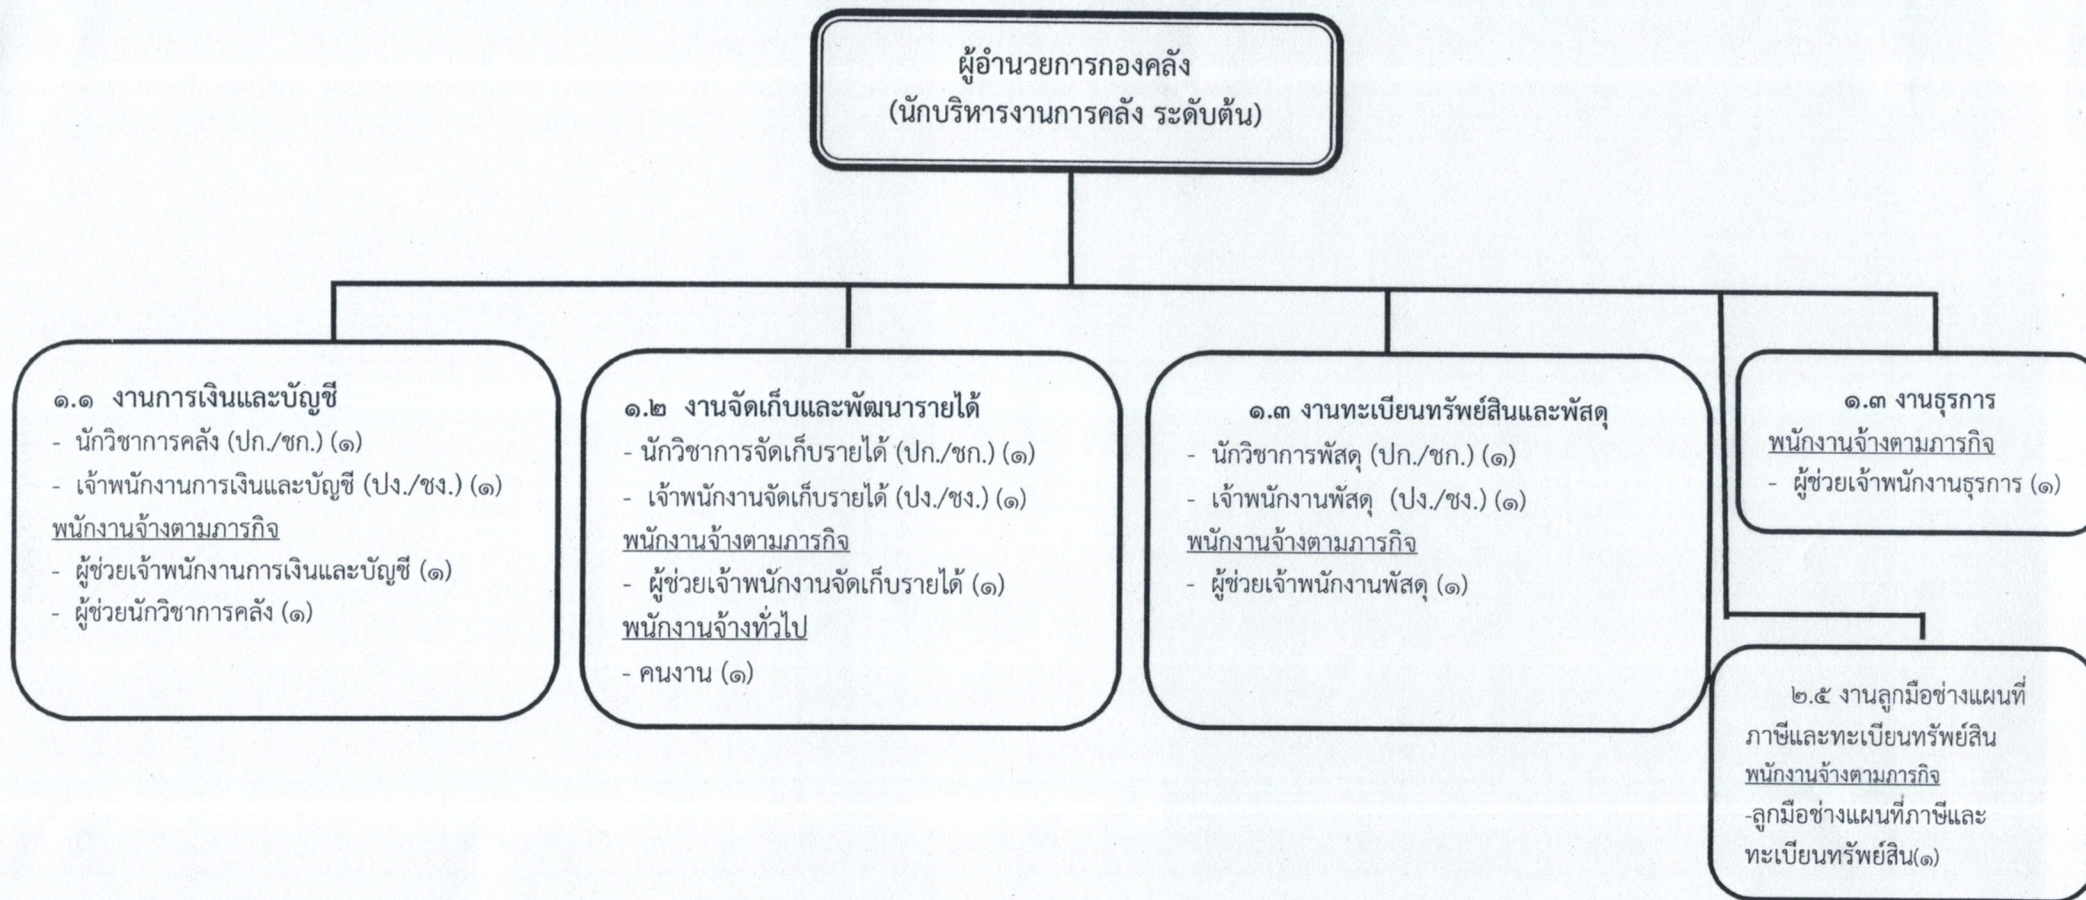 ผู้อำนวยการกองคลัง
(นักบริหารงานการคลัง ระดับต้น)
๑.๑ งานการเงินและบัญชี
- นักวิชาการคลัง (ปก./ชก.) (๑)
- เจ้าพนักงานการเงินและบัญชี (ปง./ชง.) (๑)
พนักงานจ้างตามภารกิจ
- ผู้ช่วยเจ้าพนักงานการเงินและบัญชี (๑)
- ผู้ช่วยนักวิชาการคลัง (๑)
๑.๒ งานจัดเก็บและพัฒนารายได้
- นักวิชาการจัดเก็บรายได้ (ปก./ชก.) (๑)
- เจ้าพนักงานจัดเก็บรายได้ (ปง./ชง.) (๑)
พนักงานจ้างตามภารกิจ
- ผู้ช่วยเจ้าพนักงานจัดเก็บรายได้ (๑)
พนักงานจ้างทั่วไป
- คนงาน (๑)
๑.๓ งานทะเบียนทรัพย์สินและพัสดุ
- นักวิชาการพัสดุ (ปก./ชก.) (๑)
- เจ้าพนักงานพัสดุ (ปง./ชง.) (๑)
พนักงานจ้างตามภารกิจ
- ผู้ช่วยเจ้าพนักงานพัสดุ (๑)
๑.๓ งานธุรการ
พนักงานจ้างตามภารกิจ
- ผู้ช่วยเจ้าพนักงานธุรการ (๑)
๒.๕ งานลูกมือช่างแผนที่
ภาษีและทะเบียนทรัพย์สิน
พนักงานจ้างตามภารกิจ
-ลูกมือช่างแผนที่ภาษีและ
ทะเบียนทรัพย์สิน(๑)